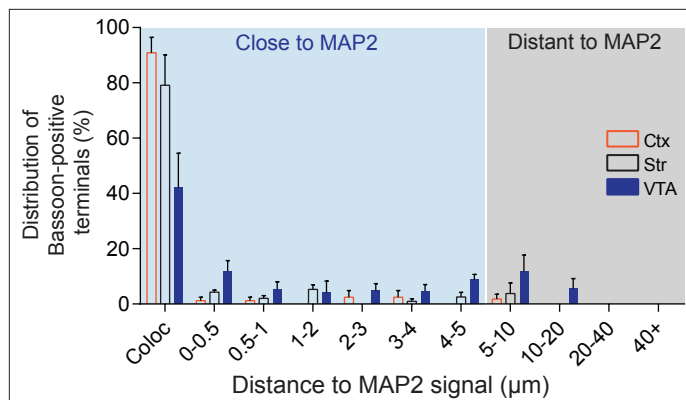 Close to MAP2
Distant to MAP2
Distribution of
Bassoon-positive
terminals (%)
100
80
60
40
20
0
Ctx
Str
VTA
Coloc
0-0.5
0.5-1
1-2
2-3
3-4
4-5
5-10
10-20
20-40
40+
Distance to MAP2 signal (µm)